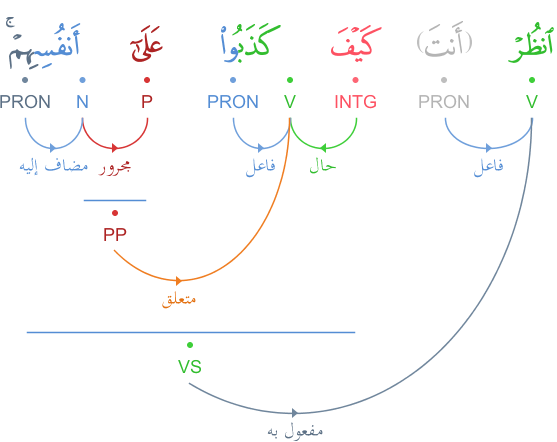 ٱنظُرْ (أَنتَ) كَيْفَ كَذَبُوا۟ عَلَىٰٓ أَنفُسِهِمْ ۚ
V PRON INTG V PRON P N PRON
فاعل حال فاعل مجرور مضاف إليه
PP
متعلق
VS
مفعول به